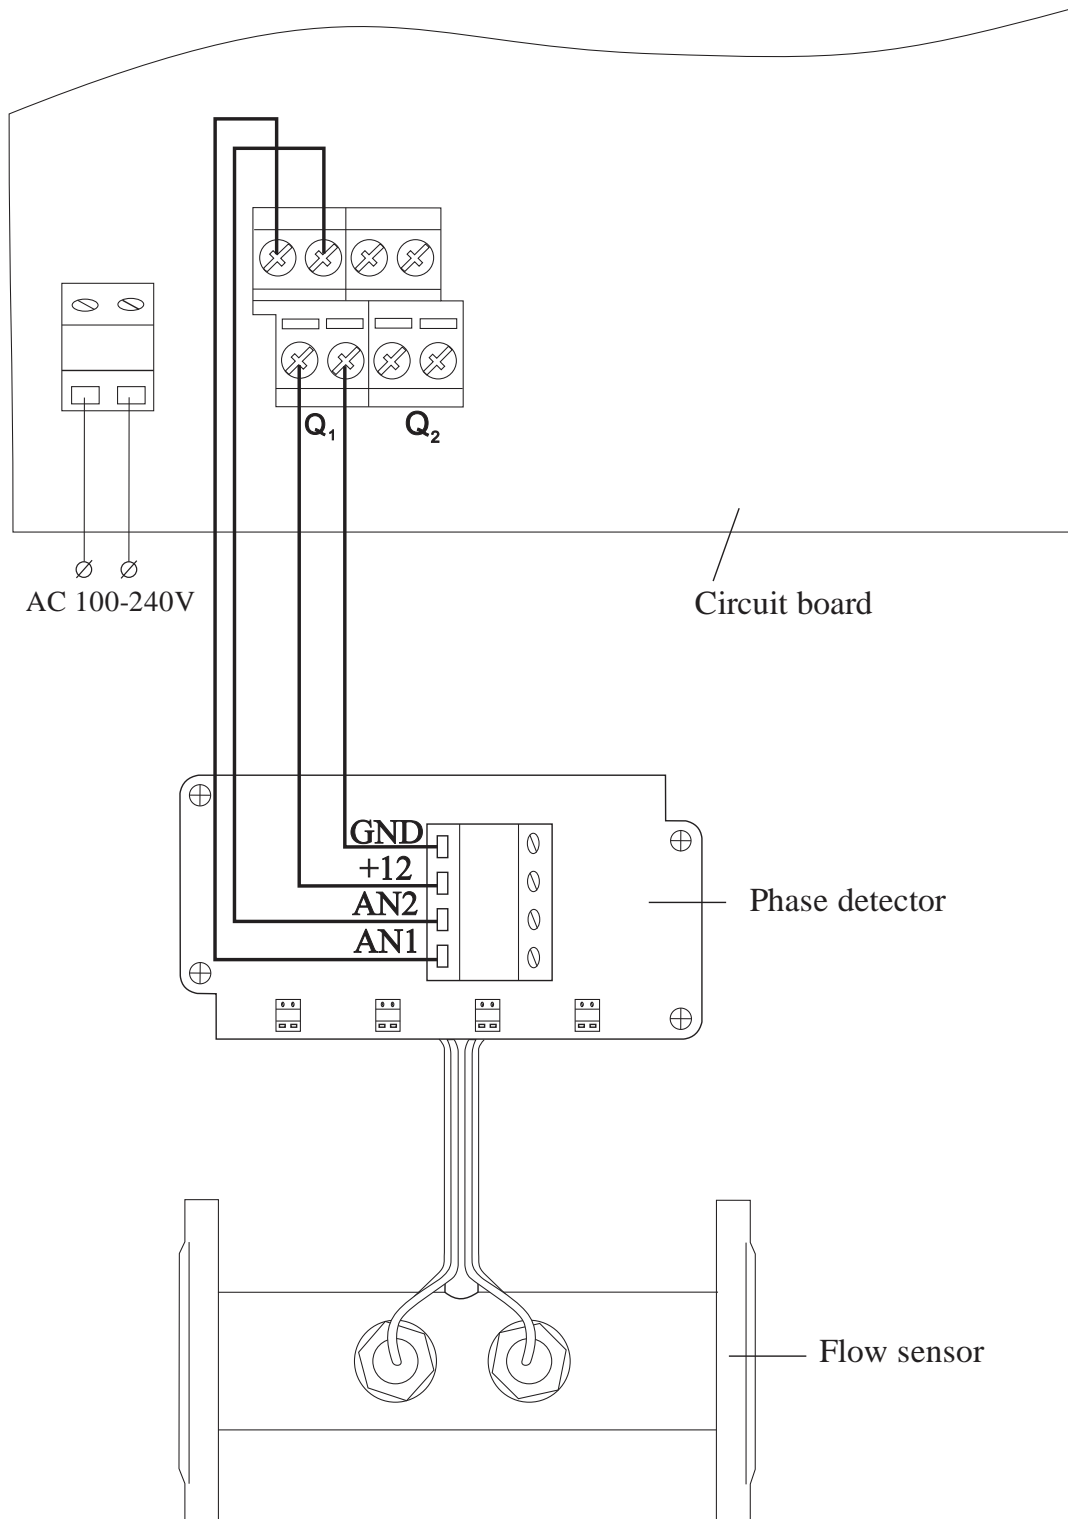 Q₁ Q₂
AC 100-240V
Circuit board
GND
+12
AN2
AN1
Phase detector
Flow sensor